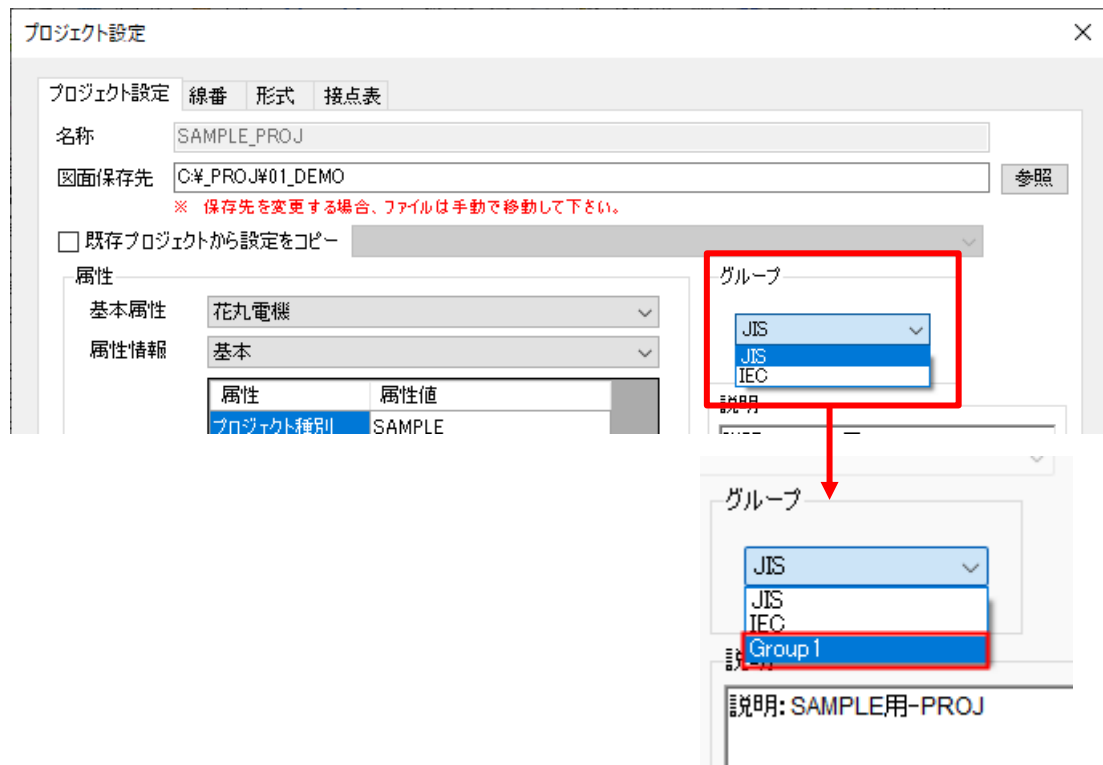 プロジェクト設定
プロジェクト設定 線番 形式 接点表
名称 SAMPLE_PROJ
図面保存先 C:¥_PROJ¥01_DEMO 参照
※ 保存先を変更する場合、ファイルは手動で移動して下さい。
既存プロジェクトから設定をコピー
属性
グループ
基本属性 花丸電機
JIS
属性情報 基本
JIS
IEC
属性 属性値
説明
プロジェクト種別 SAMPLE
グループ
JIS
JIS
IEC
Group1
説明
説明: SAMPLE用-PROJ